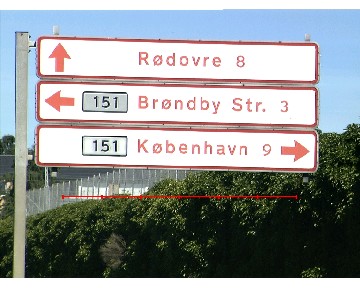 Rødovre 8
151 Brøndby Str. 3
151 København 9